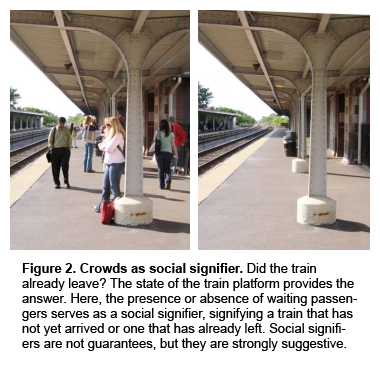 Figure 2. Crowds as social signifier. Did the train
already leave? The state of the train platform provides the
answer. Here, the presence or absence of waiting passen-
gers serves as a social signifier, signifying a train that has
not yet arrived or one that has already left. Social signifi-
ers are not guarantees, but they are strongly suggestive.